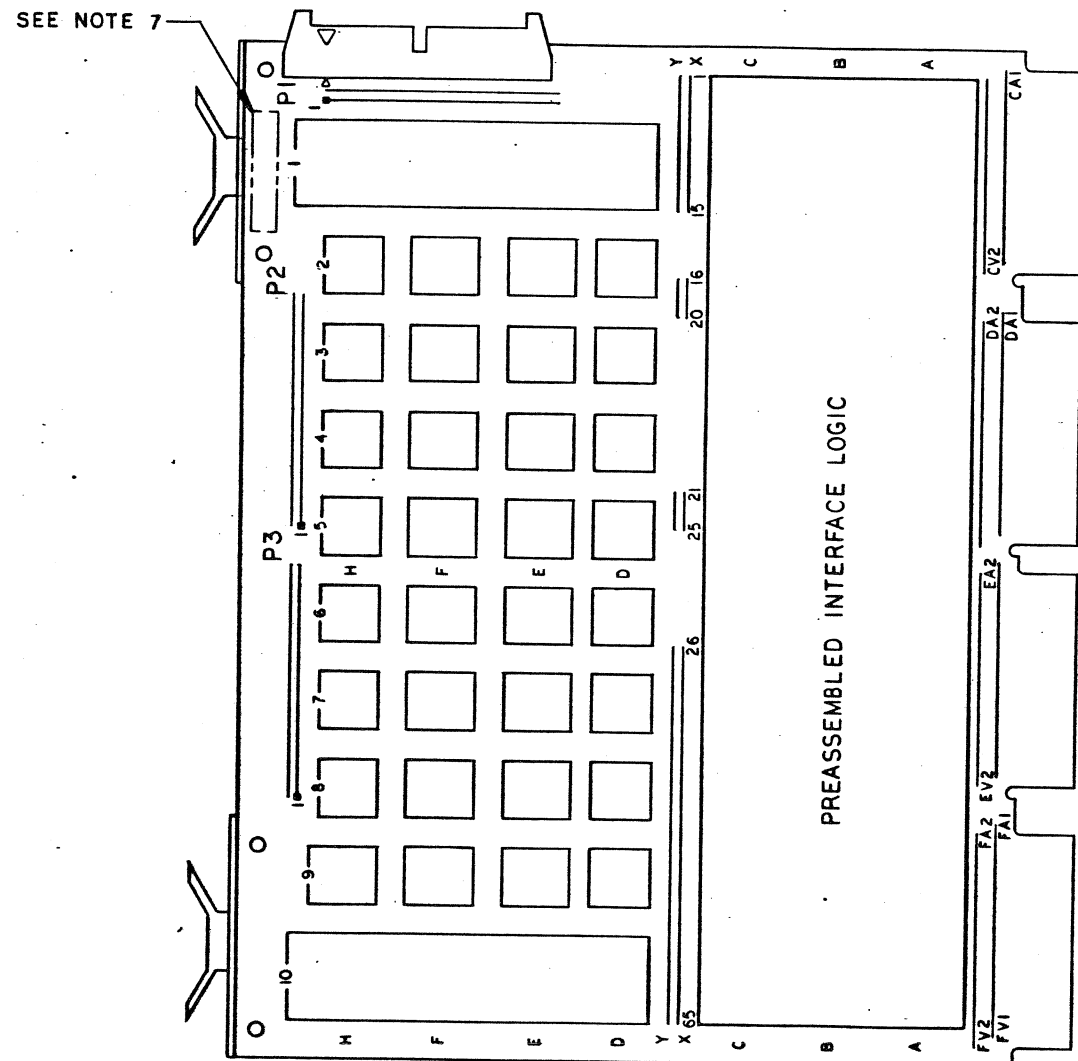 SEE NOTE 7
P1
1
Y
X
C
B
A
1
CA1
1
15
P2
2
16
CV2
20
DA2
DA1
3
4
P3
1
5
21
25
H
F
E
D
EA2
6
26
7
PREASSEMBLED INTERFACE LOGIC
1
8
EV2
FA2
FA1
9
10
H
F
E
D
Y
X
65
C
B
A
FV2
FV1